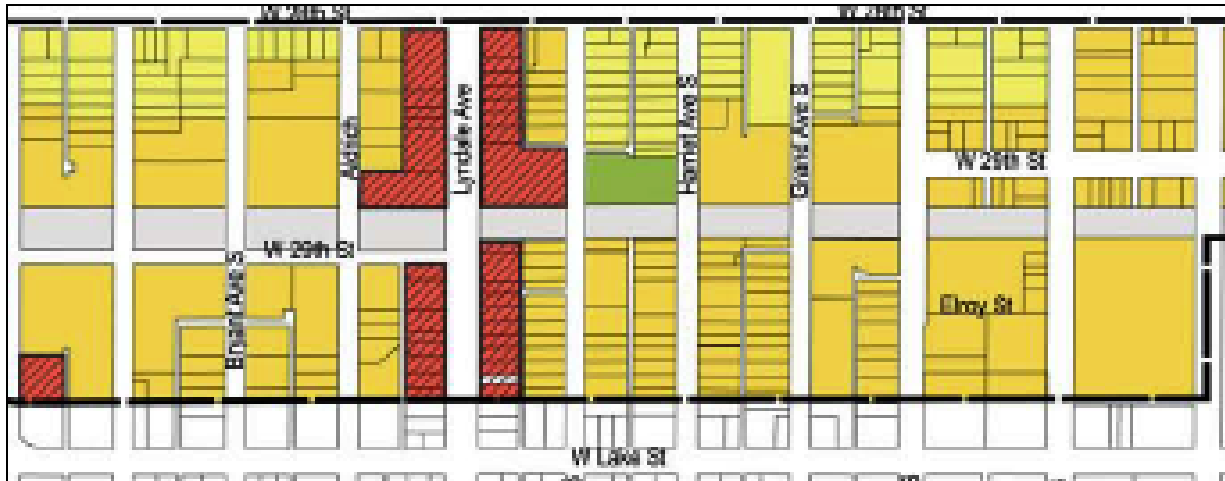 W 28th St
W 28th St
Aldrich
Lyndale Ave
Harriet Ave S
Grand Ave S
W 29th St
W 29th St
Bryant Ave S
Elroy St
W Lake St